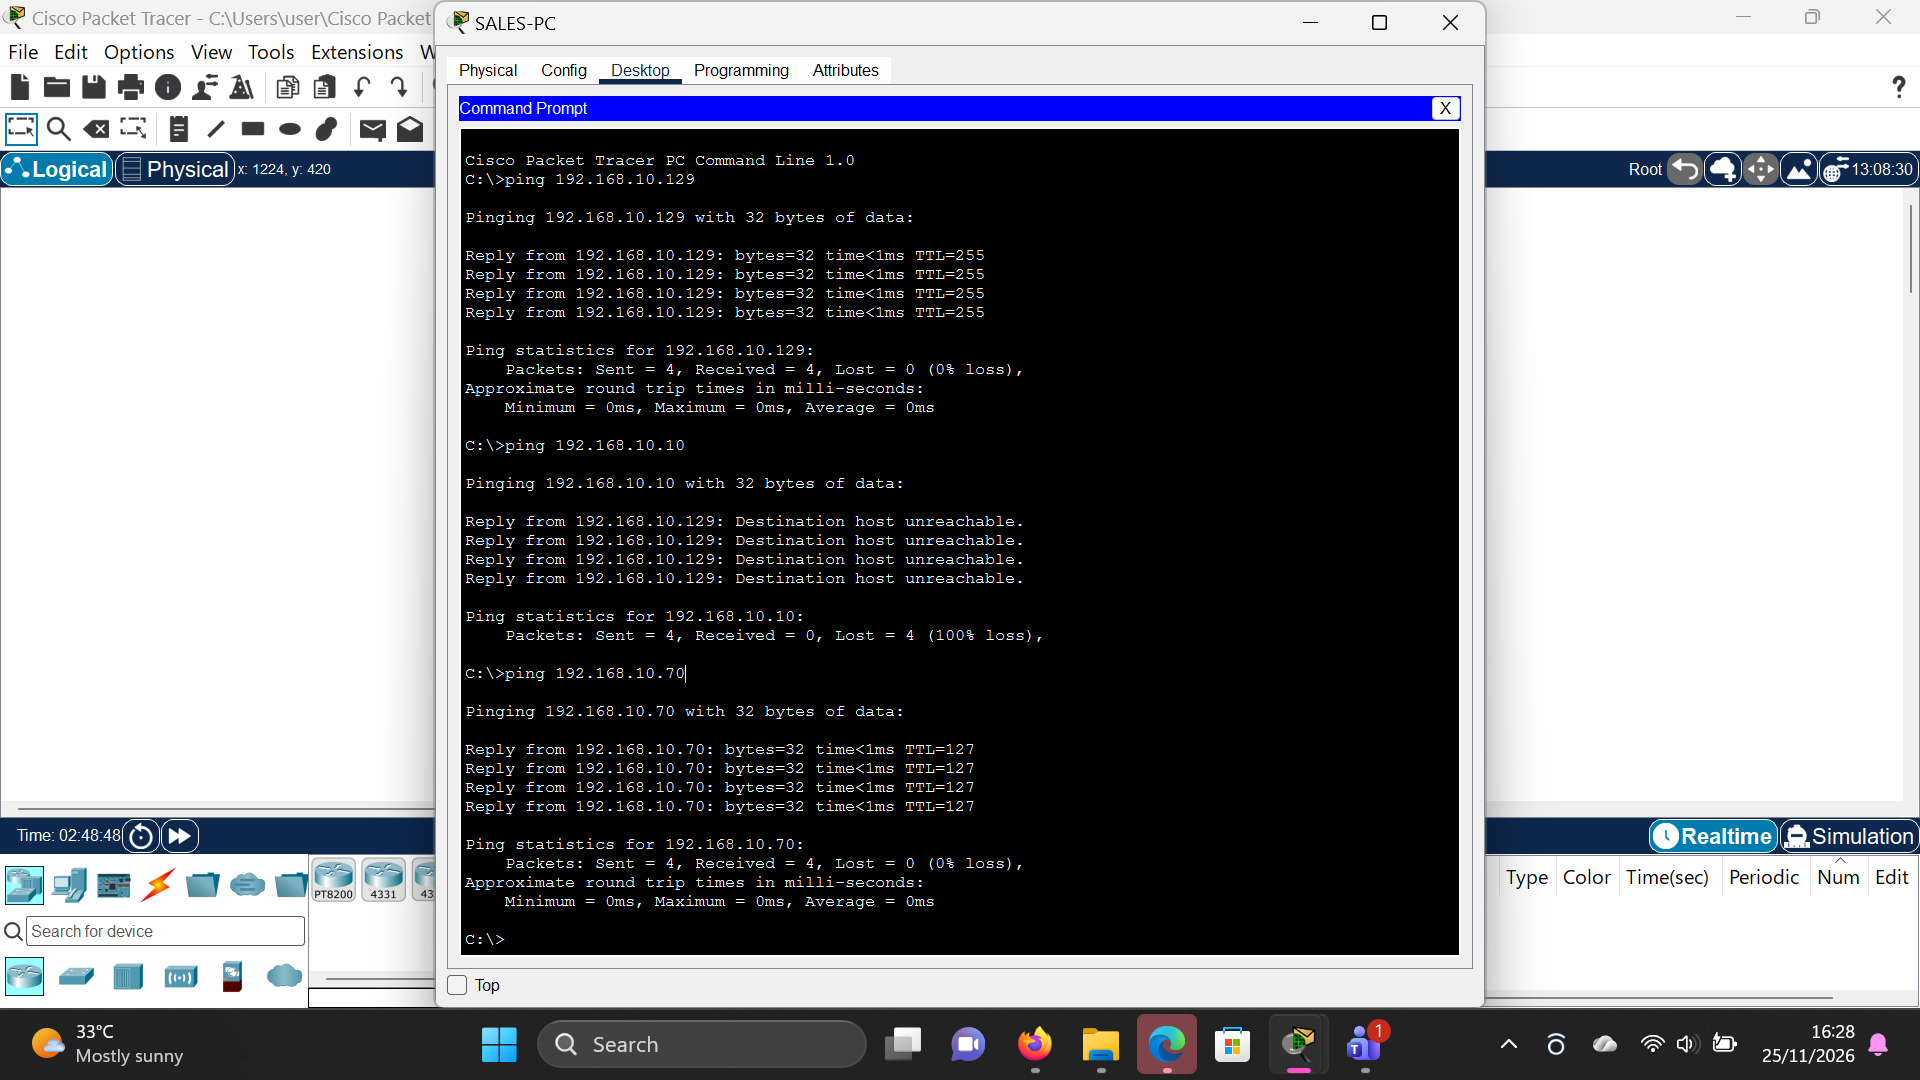 Cisco Packet Tracer - C:\Users\user\Cisco Packet
File Edit Options View Tools Extensions W
Logical Physical x: 1224, y: 420
SALES-PC
Physical Config Desktop Programming Attributes
Command Prompt X
Cisco Packet Tracer PC Command Line 1.0
C:\>ping 192.168.10.129
Pinging 192.168.10.129 with 32 bytes of data:
Reply from 192.168.10.129: bytes=32 time<1ms TTL=255
Reply from 192.168.10.129: bytes=32 time<1ms TTL=255
Reply from 192.168.10.129: bytes=32 time<1ms TTL=255
Reply from 192.168.10.129: bytes=32 time<1ms TTL=255
Ping statistics for 192.168.10.129:
Packets: Sent = 4, Received = 4, Lost = 0 (0% loss),
Approximate round trip times in milli-seconds:
Minimum = 0ms, Maximum = 0ms, Average = 0ms
C:\>ping 192.168.10.10
Pinging 192.168.10.10 with 32 bytes of data:
Reply from 192.168.10.129: Destination host unreachable.
Reply from 192.168.10.129: Destination host unreachable.
Reply from 192.168.10.129: Destination host unreachable.
Reply from 192.168.10.129: Destination host unreachable.
Ping statistics for 192.168.10.10:
Packets: Sent = 4, Received = 0, Lost = 4 (100% loss),
C:\>ping 192.168.10.70
Pinging 192.168.10.70 with 32 bytes of data:
Reply from 192.168.10.70: bytes=32 time<1ms TTL=127
Reply from 192.168.10.70: bytes=32 time<1ms TTL=127
Reply from 192.168.10.70: bytes=32 time<1ms TTL=127
Reply from 192.168.10.70: bytes=32 time<1ms TTL=127
Ping statistics for 192.168.10.70:
Packets: Sent = 4, Received = 4, Lost = 0 (0% loss),
Approximate round trip times in milli-seconds:
Minimum = 0ms, Maximum = 0ms, Average = 0ms
C:\>
Top
Root 13:08:30
Time: 02:48:48
Realtime Simulation
PT8200 4331 43
Search for device
Type Color Time(sec) Periodic Num Edit
33°C
Mostly sunny
Search
1
16:28
25/11/2026